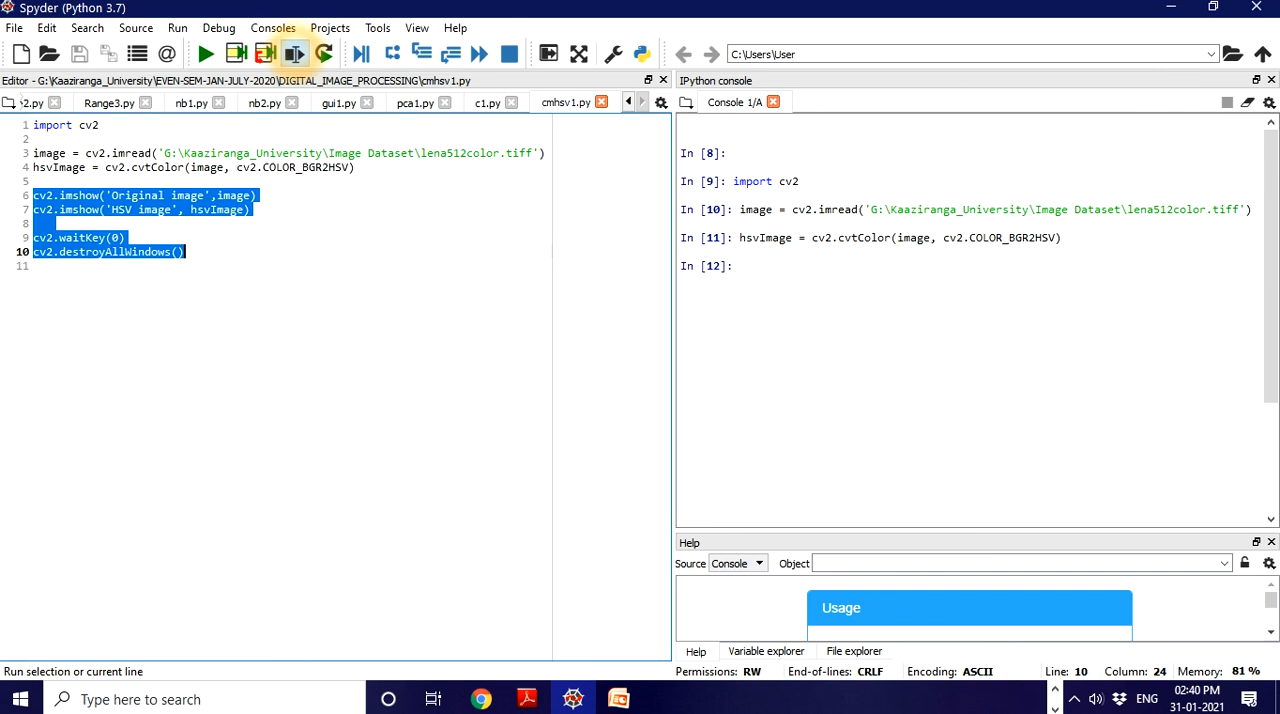 Spyder (Python 3.7)
File Edit Search Source Run Debug Consoles Projects Tools View Help
C:\Users\User
Editor - G:\Kaaziranga_University\EVEN-SEM-JAN-JULY-2020\DIGITAL_IMAGE_PROCESSING\cmhsv1.py
IPython console
2.py Range3.py nb1.py nb2.py gui1.py pca1.py c1.py cmhsv1.py
Console 1/A
1 import cv2
2
3 image = cv2.imread('G:\Kaaziranga_University\Image Dataset\lena512color.tiff')
4 hsvImage = cv2.cvtColor(image, cv2.COLOR_BGR2HSV)
5
6 cv2.imshow('Original image',image)
7 cv2.imshow('HSV image', hsvImage)
8
9 cv2.waitKey(0)
10 cv2.destroyAllWindows()
11
In [8]:
In [9]: import cv2
In [10]: image = cv2.imread('G:\Kaaziranga_University\Image Dataset\lena512color.tiff')
In [11]: hsvImage = cv2.cvtColor(image, cv2.COLOR_BGR2HSV)
In [12]:
Help
Source Console Object
Usage
Help Variable explorer File explorer
Run selection or current line
Permissions: RW End-of-lines: CRLF Encoding: ASCII Line: 10 Column: 24 Memory: 81 %
Type here to search
ENG
02:40 PM
31-01-2021